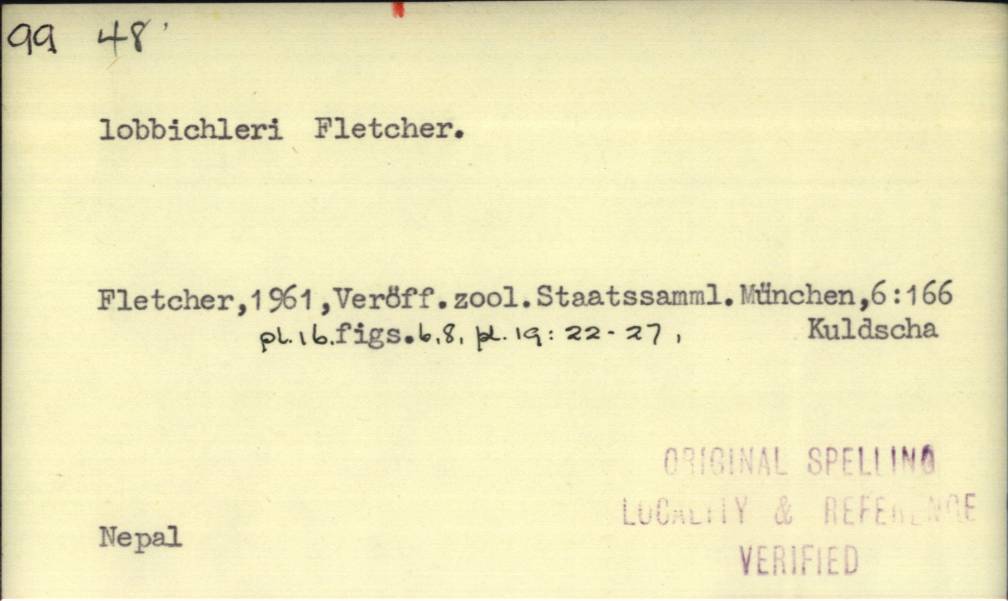 99 48
lobbichleri Fletcher.
Fletcher,1961,Veröff.zool.Staatssamml.München,6:166
pl.16.figs.6,8, pl.19:22-27, Kuldscha
ORIGINAL SPELLING
LOCALITY & REFERENCE
Nepal
VERIFIED